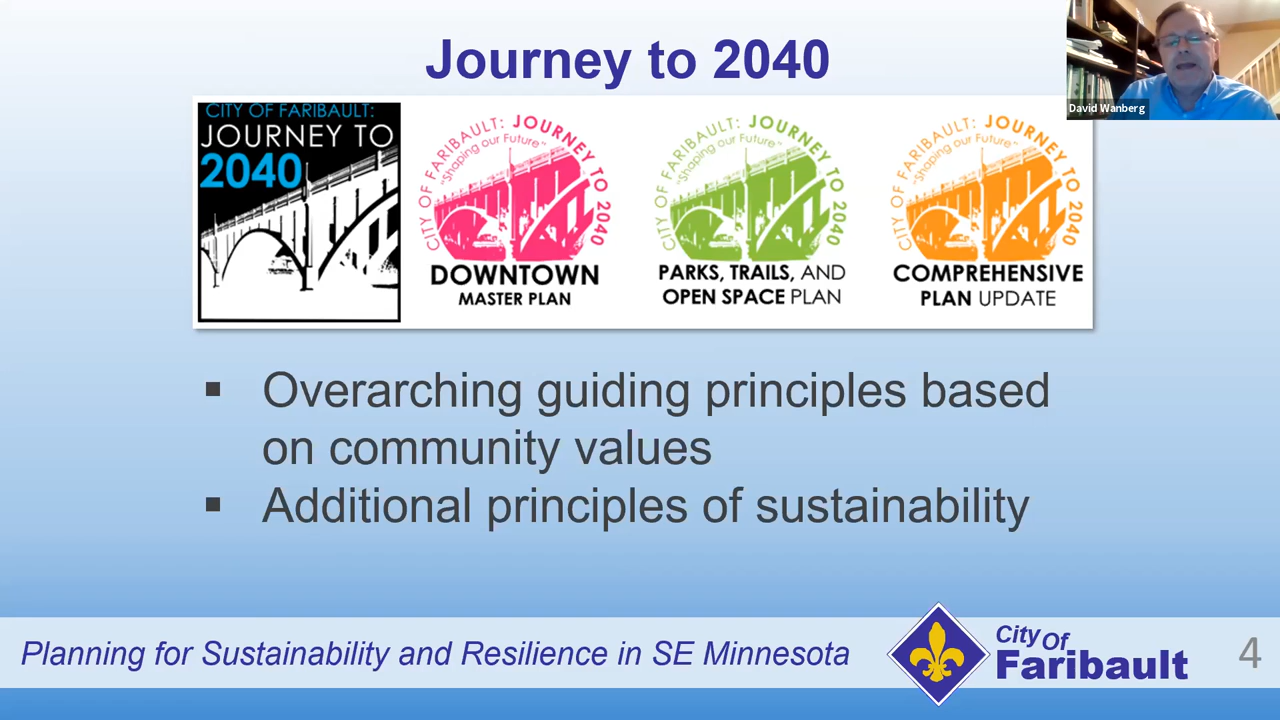 Journey to 2040
David Wanberg
CITY OF FARIBAULT:
JOURNEY TO
2040
CITY OF FARIBAULT: JOURNEY TO 2040
"Shaping our Future"
DOWNTOWN
MASTER PLAN
CITY OF FARIBAULT: JOURNEY TO 2040
"Shaping our Future"
PARKS, TRAILS, AND
OPEN SPACE PLAN
CITY OF FARIBAULT: JOURNEY TO 2040
"Shaping our Future"
COMPREHENSIVE
PLAN UPDATE
▪ Overarching guiding principles based
on community values
▪ Additional principles of sustainability
Planning for Sustainability and Resilience in SE Minnesota
City Of
Faribault
4